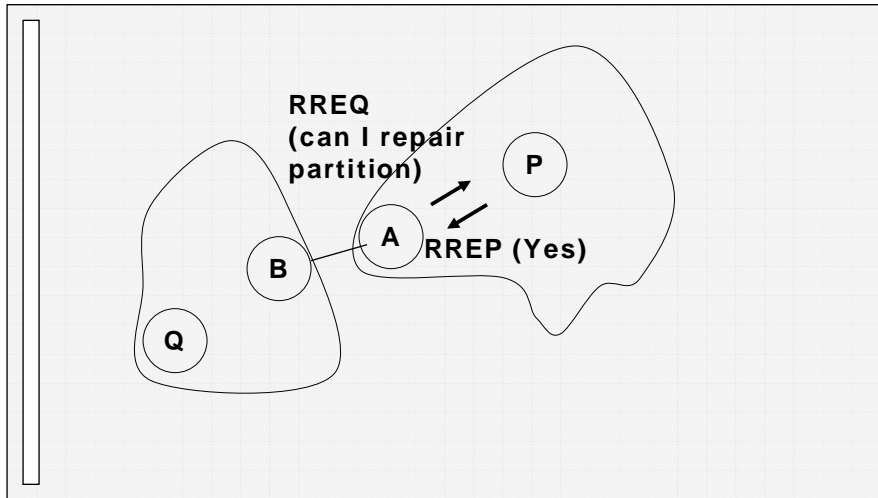 RREQ
(can I repair
partition)
P
A
RREP (Yes)
B
Q